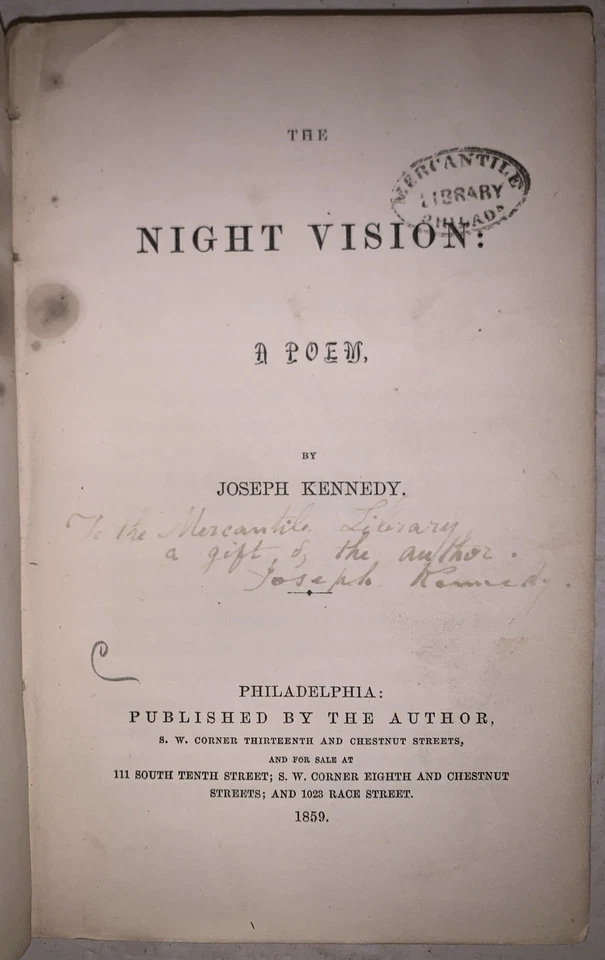 THE
MERCANTILE
LIBRARY
PHILADA
NIGHT VISION:
A POEM,
BY
JOSEPH KENNEDY.
To the Mercantile Library
a gift of the author.
Joseph Kennedy.
C
PHILADELPHIA:
PUBLISHED BY THE AUTHOR,
S. W. CORNER THIRTEENTH AND CHESTNUT STREETS,
AND FOR SALE AT
111 SOUTH TENTH STREET; S. W. CORNER EIGHTH AND CHESTNUT
STREETS; AND 1023 RACE STREET.
1859.